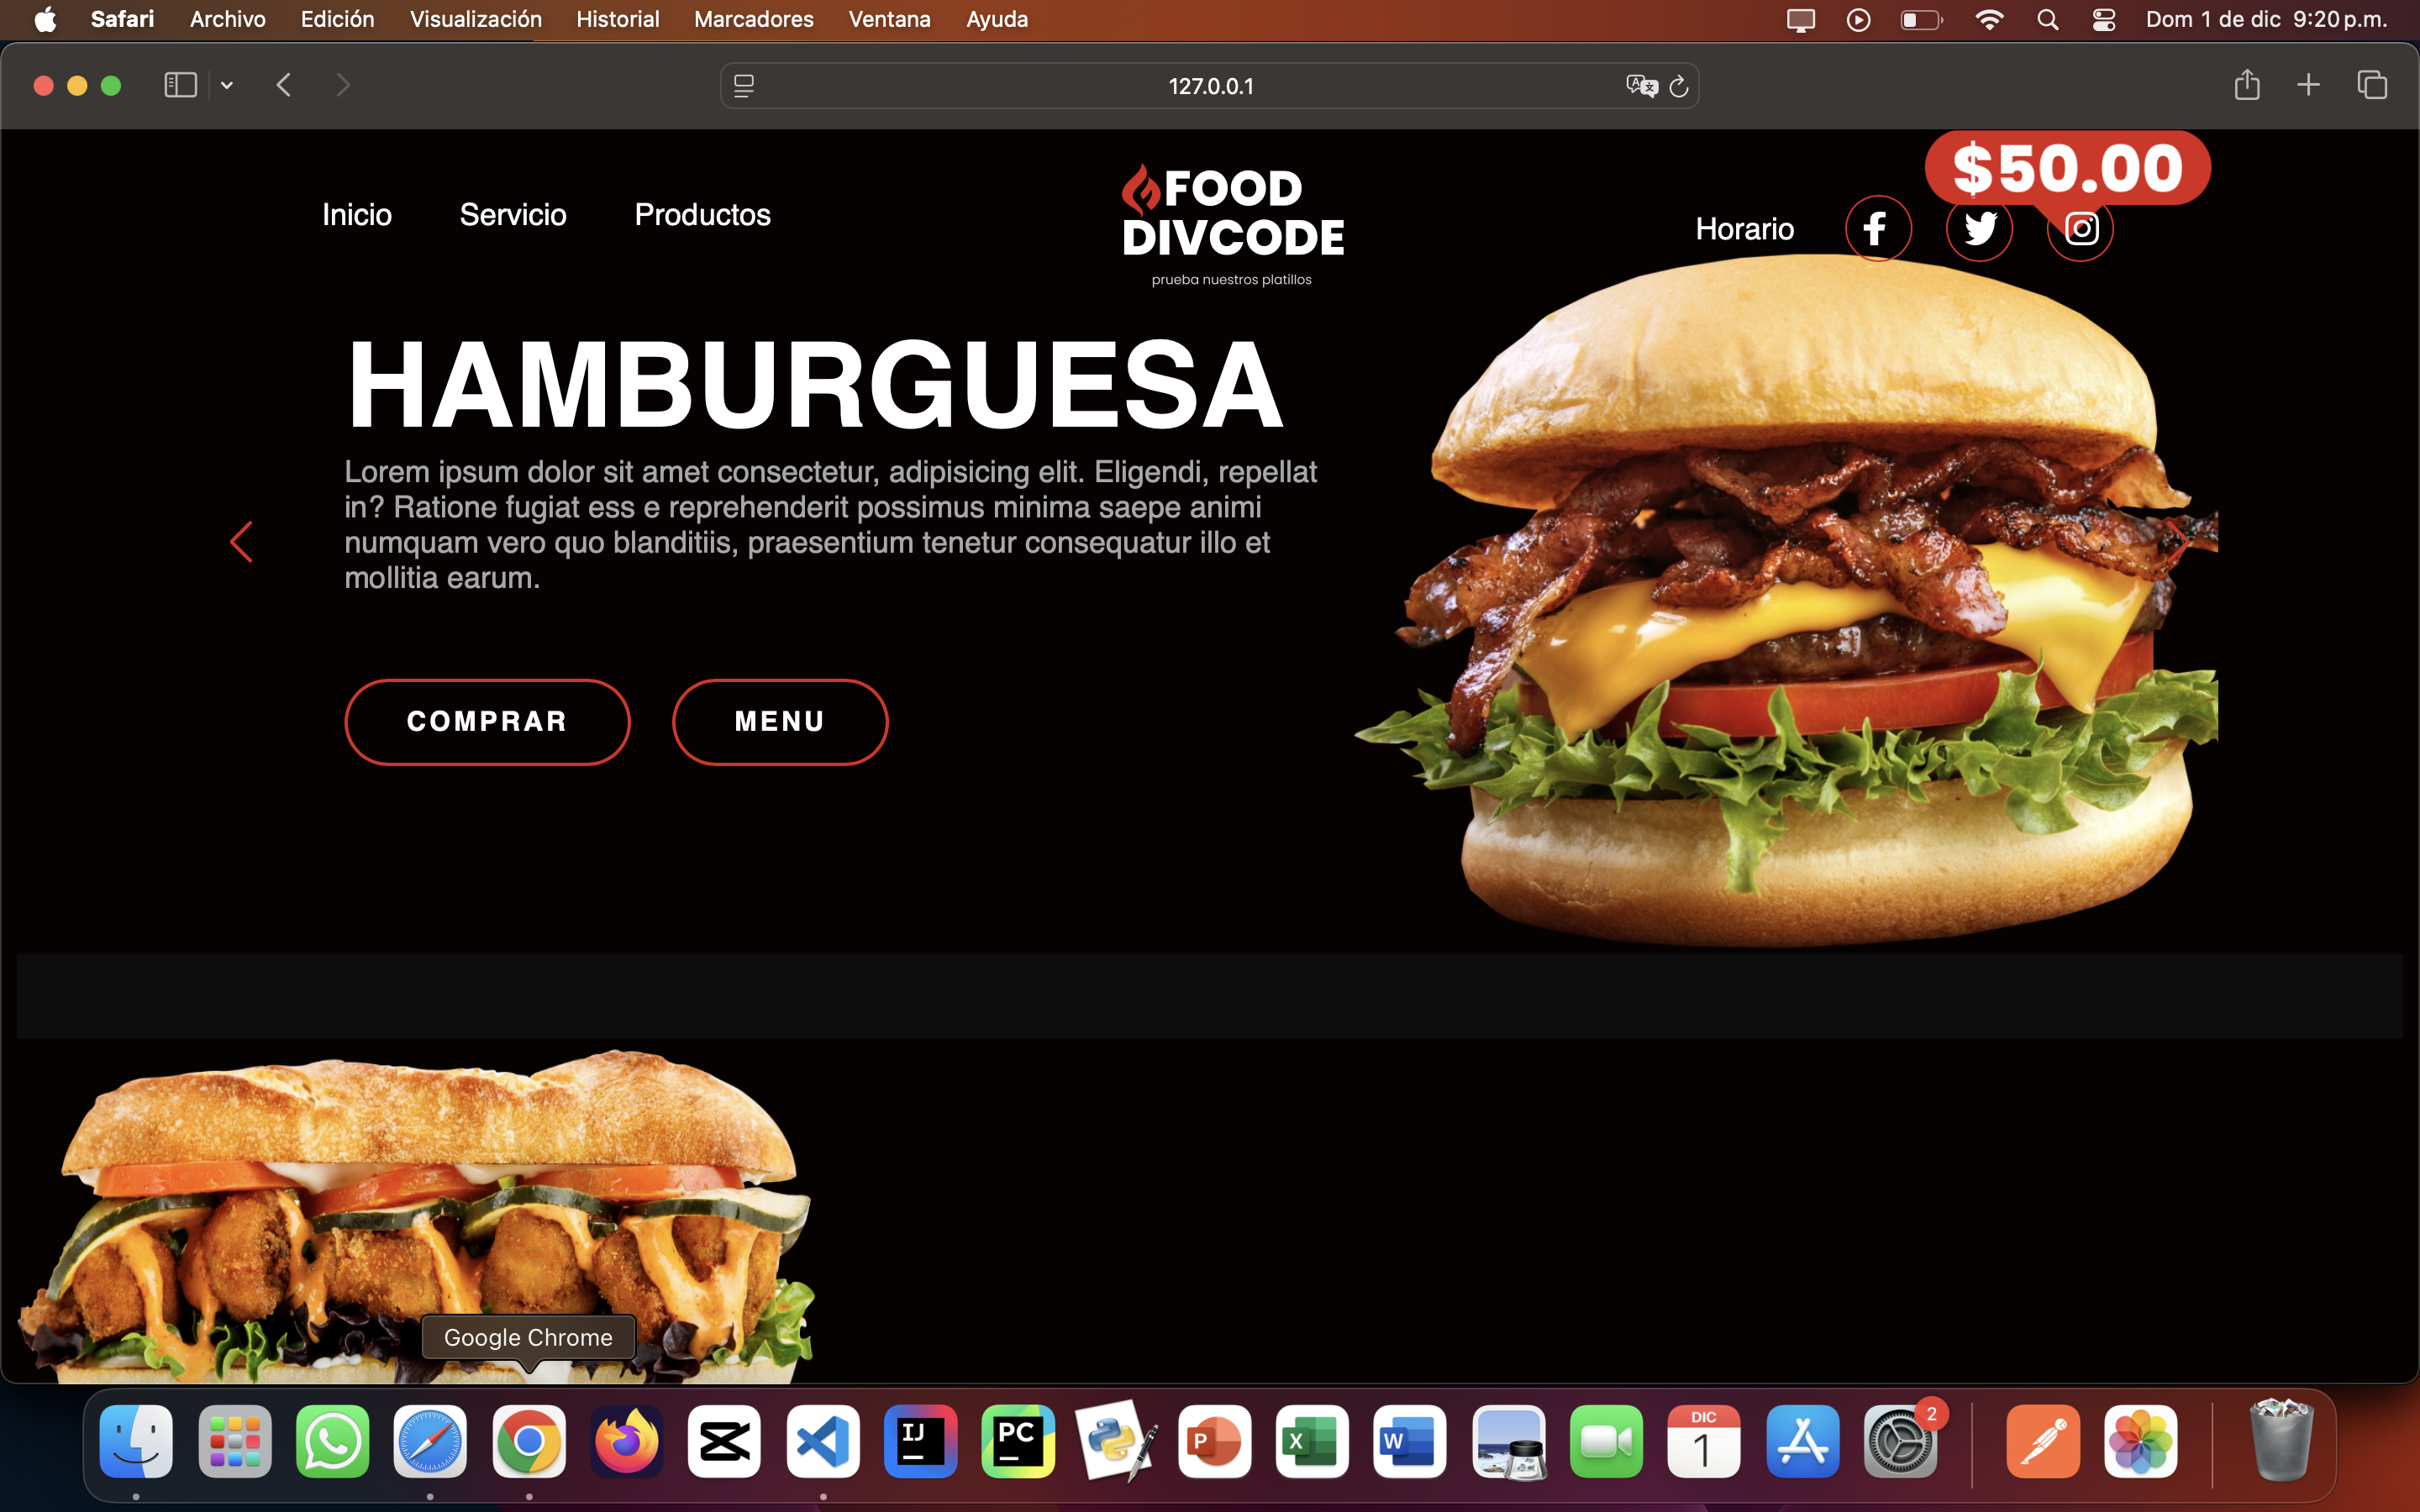 Safari Archivo Edición Visualización Historial Marcadores Ventana Ayuda Dom 1 de dic 9:20 p.m.
127.0.0.1
$50.00
Inicio Servicio Productos
FOOD
DIVCODE
prueba nuestros platillos
Horario
HAMBURGUESA
Lorem ipsum dolor sit amet consectetur, adipisicing elit. Eligendi, repellat
in? Ratione fugiat ess e reprehenderit possimus minima saepe animi
numquam vero quo blanditiis, praesentium tenetur consequatur illo et
mollitia earum.
COMPRAR MENU
Google Chrome
IJ
PC
P
X
W
DIC
1
2